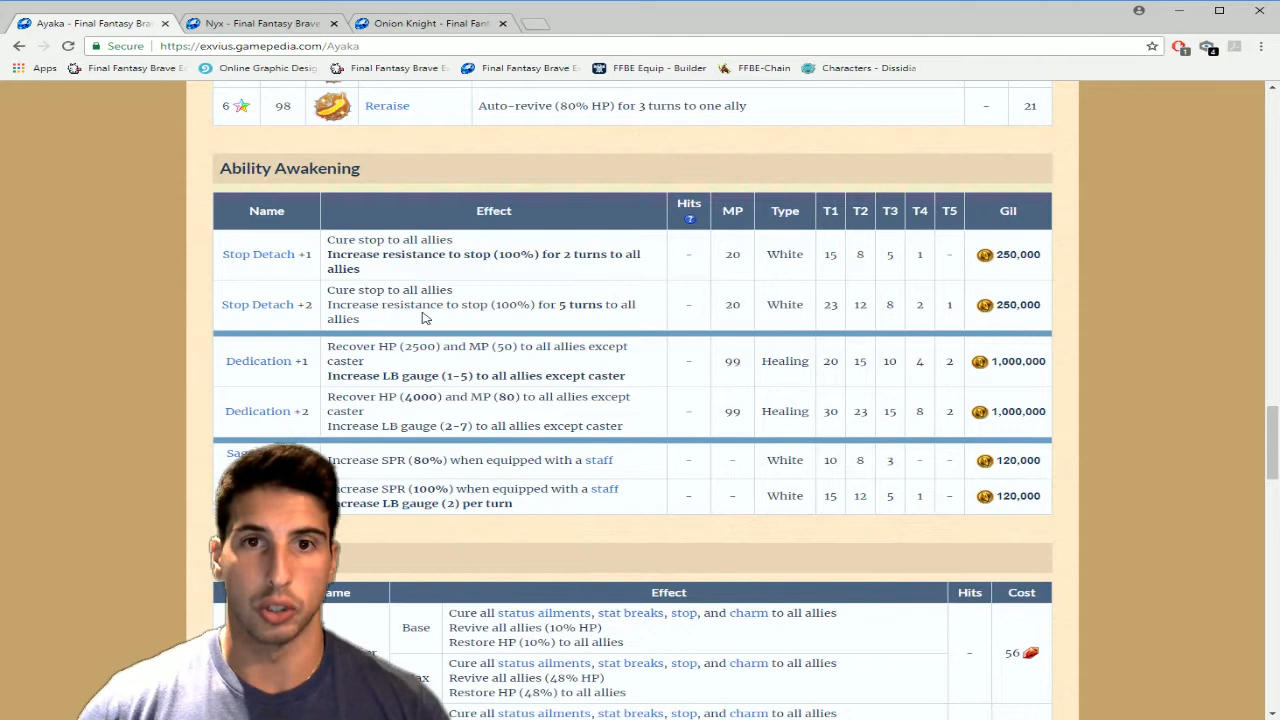 Ayaka - Final Fantasy Bra
Nyx - Final Fantasy Brave
Onion Knight - Final Fant
Secure
https://exvius.gamepedia.com/Ayaka
1
4
Apps
Final Fantasy Brave E
Online Graphic Desig
Final Fantasy Brave E
Final Fantasy Brave E
FFBE Equip - Builder
FFBE-Chain
Characters - Dissidia
6 98 Reraise Auto-revive (80% HP) for 3 turns to one ally - 21
Ability Awakening
Name Effect Hits ? MP Type T1 T2 T3 T4 T5 Gil
Stop Detach +1
Cure stop to all allies
Increase resistance to stop (100%) for 2 turns to all
allies
- 20 White 15 8 5 1 - 250,000
Stop Detach +2
Cure stop to all allies
Increase resistance to stop (100%) for 5 turns to all
allies
- 20 White 23 12 8 2 1 250,000
Dedication +1
Recover HP (2500) and MP (50) to all allies except
caster
Increase LB gauge (1-5) to all allies except caster
- 99 Healing 20 15 10 4 2 1,000,000
Dedication +2
Recover HP (4000) and MP (80) to all allies except
caster
Increase LB gauge (2-7) to all allies except caster
- 99 Healing 30 23 15 8 2 1,000,000
Increase SPR (80%) when equipped with a staff
- - White 10 8 3 - - 120,000
Increase SPR (100%) when equipped with a staff
Increase LB gauge (2) per turn
- - White 15 12 5 1 - 120,000
Effect Hits Cost
Base
Cure all status ailments, stat breaks, stop, and charm to all allies
Revive all allies (10% HP)
Restore HP (10%) to all allies
- 56
Cure all status ailments, stat breaks, stop, and charm to all allies
Revive all allies (48% HP)
Restore HP (48%) to all allies
Cure all status ailments, stat breaks, stop, and charm to all allies